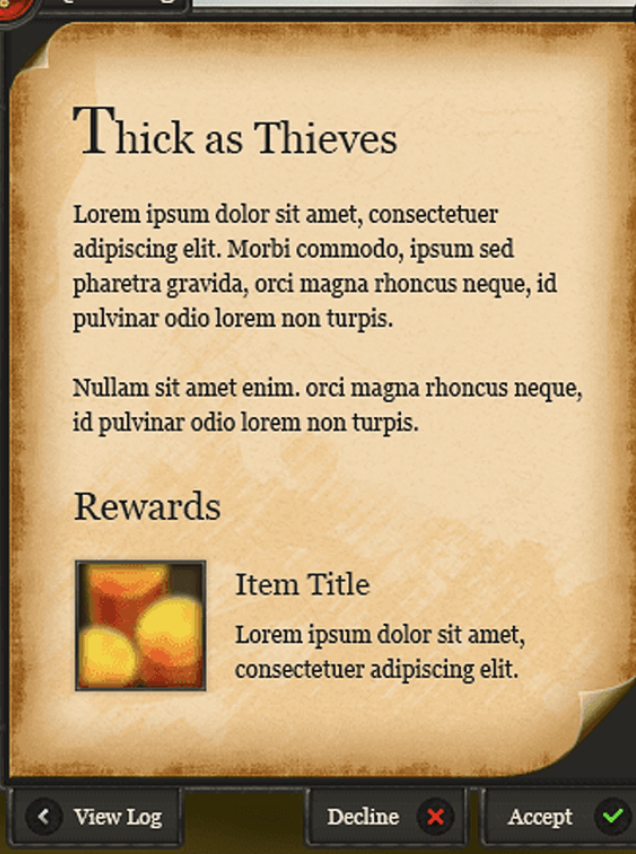 Thick as Thieves
Lorem ipsum dolor sit amet, consectetuer
adipiscing elit. Morbi commodo, ipsum sed
pharetra gravida, orci magna rhoncus neque, id
pulvinar odio lorem non turpis.
Nullam sit amet enim. orci magna rhoncus neque,
id pulvinar odio lorem non turpis.
Rewards
Item Title
Lorem ipsum dolor sit amet,
consectetuer adipiscing elit.
View Log
Decline
Accept